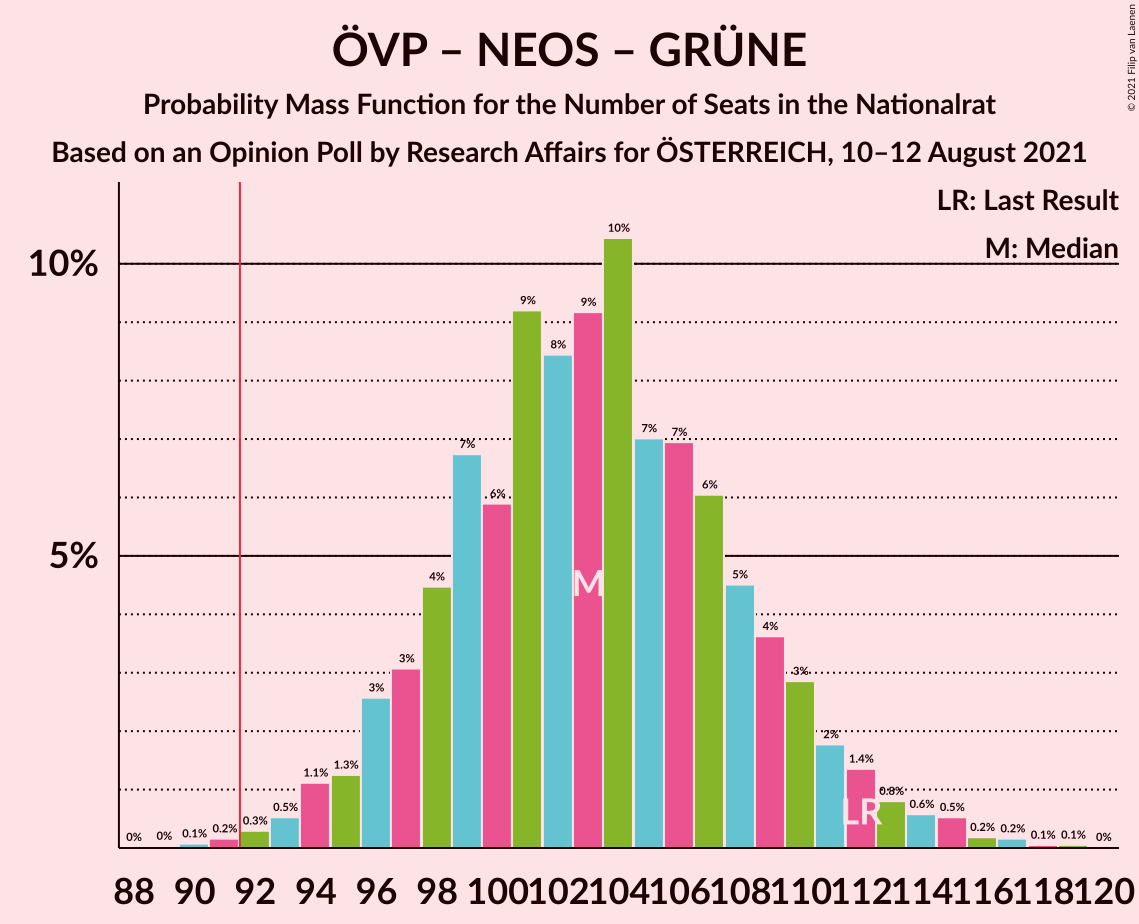 ÖVP – NEOS – GRÜNE
Probability Mass Function for the Number of Seats in the Nationalrat
Based on an Opinion Poll by Research Affairs for ÖSTERREICH, 10–12 August 2021
© 2021 Filip van Laenen
LR: Last Result
M: Median
10%
5%
0% 0% 0.1% 0.2% 0.3% 0.5% 1.1% 1.3% 3% 3% 4% 7% 6% 9% 8% 9% 10% 7% 7% 6% 5% 4% 3% 2% 1.4% 0.8% 0.6% 0.5% 0.2% 0.2% 0.1% 0.1% 0%
M
LR
88 90 92 94 96 98 100 102 104 106 108 110 112 114 116 118 120